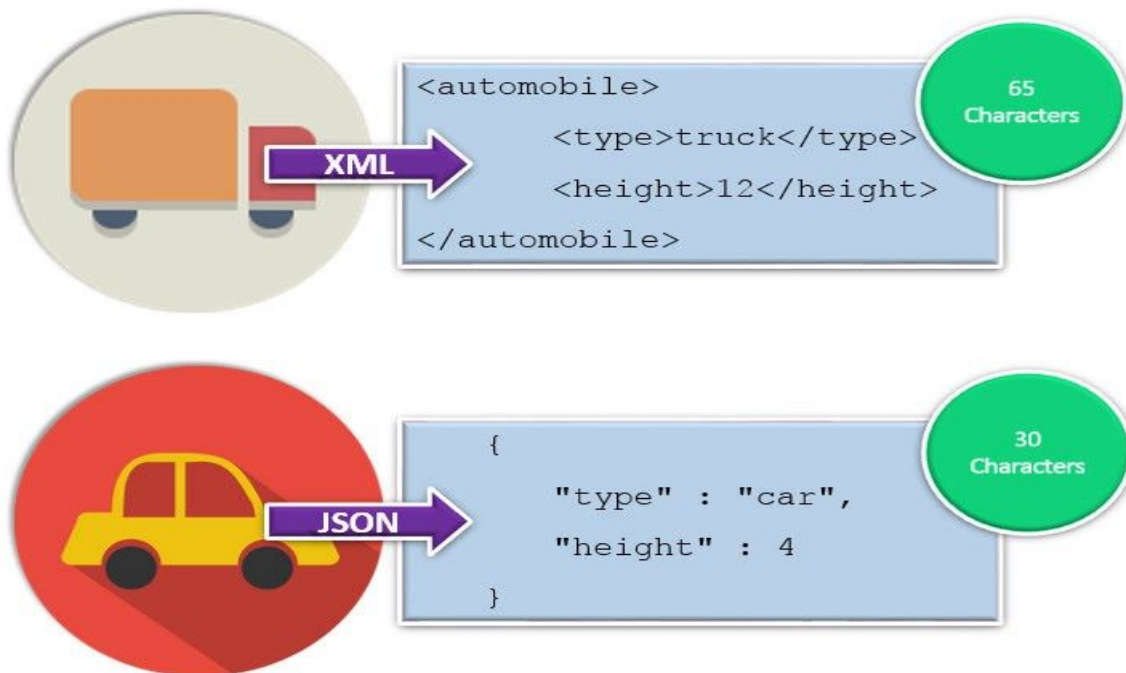 <automobile>
<type>truck</type>
<height>12</height>
</automobile>
XML
65
Characters
{
"type" : "car",
"height" : 4
}
JSON
30
Characters